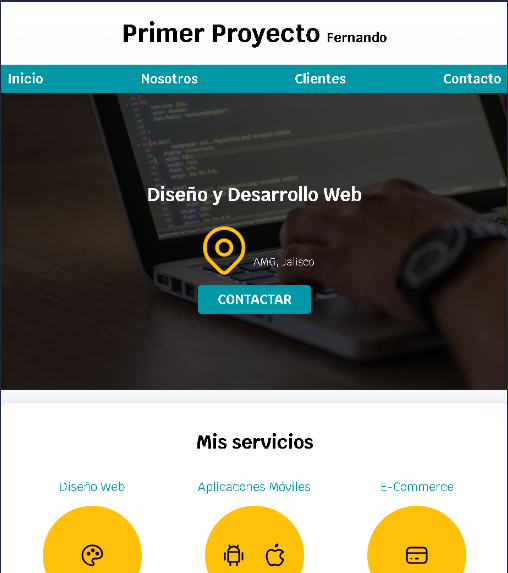 Primer Proyecto Fernando
Inicio Nosotros Clientes Contacto
Diseño y Desarrollo Web
AMG, Jalisco
CONTACTAR
Mis servicios
Diseño Web Aplicacones Móviles E-Commerce